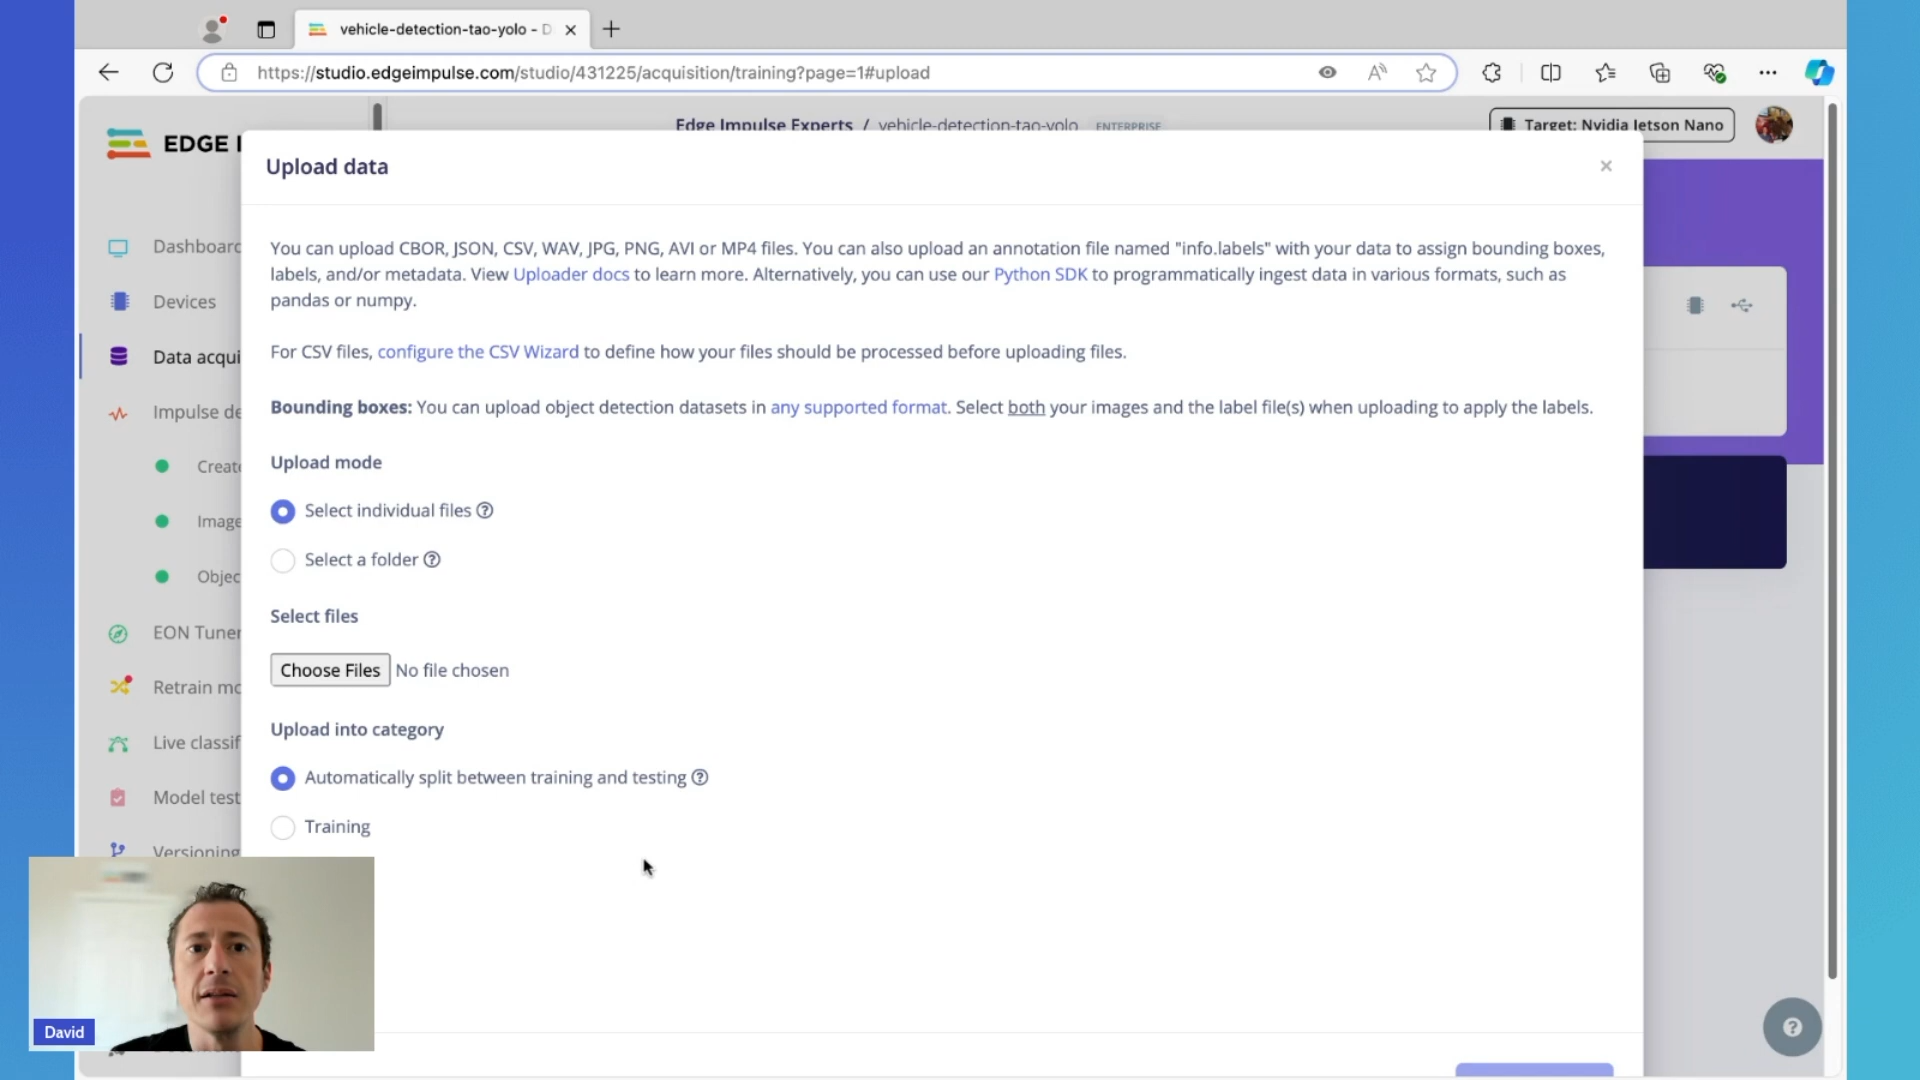 vehicle-detection-tao-yolo - D
https://studio.edgeimpulse.com/studio/431225/acquisition/training?page=1#upload
EDGE I
Edge Impulse Experts / vehicle-detection-tao-yolo ENTERPRISE
Target: Nvidia Jetson Nano
Dashboard
Devices
Data acqui
Impulse de
Create
Image
Objec
EON Tuner
Retrain mo
Live classif
Model test
Versioning
Upload data
You can upload CBOR, JSON, CSV, WAV, JPG, PNG, AVI or MP4 files. You can also upload an annotation file named "info.labels" with your data to assign bounding boxes,
labels, and/or metadata. View Uploader docs to learn more. Alternatively, you can use our Python SDK to programmatically ingest data in various formats, such as
pandas or numpy.
For CSV files, configure the CSV Wizard to define how your files should be processed before uploading files.
Bounding boxes: You can upload object detection datasets in any supported format. Select both your images and the label file(s) when uploading to apply the labels.
Upload mode
Select individual files
Select a folder
Select files
Choose Files No file chosen
Upload into category
Automatically split between training and testing
Training
David